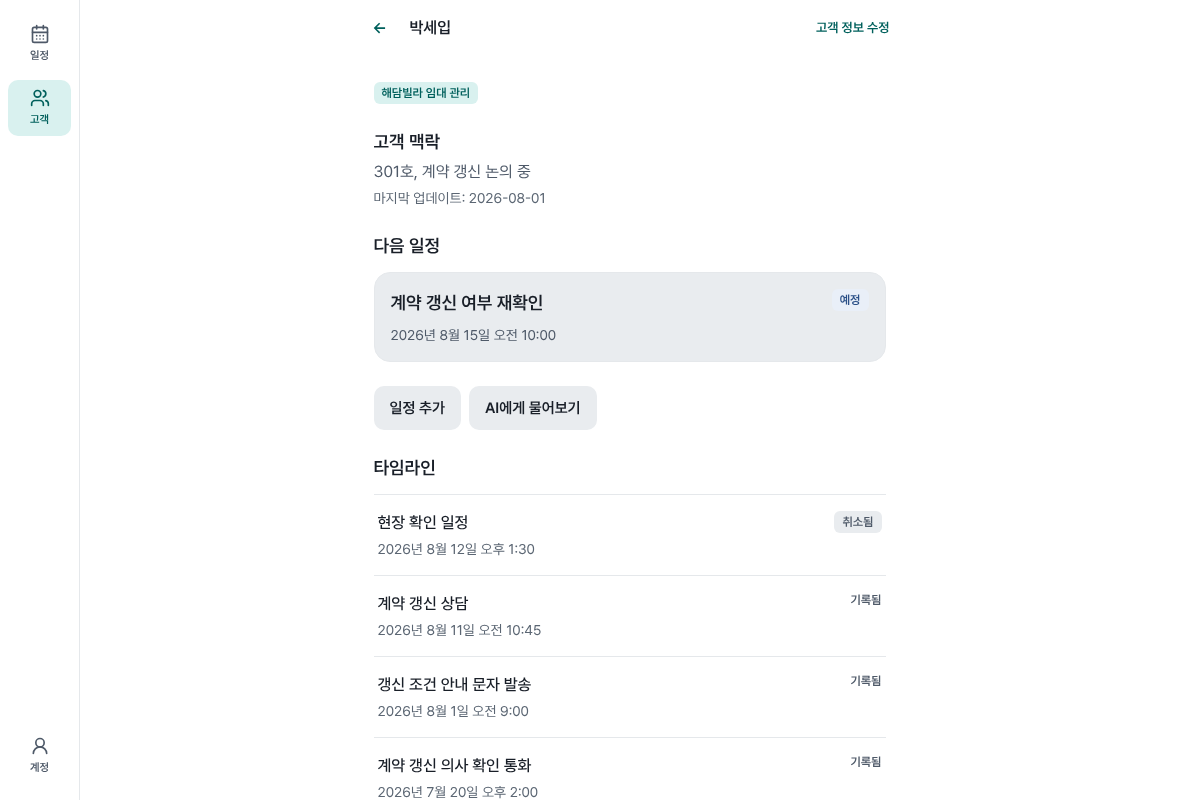 일정
고객
계정
박세입
고객 정보 수정
해담빌라 임대 관리
고객 맥락
301호, 계약 갱신 논의 중
마지막 업데이트: 2026-08-01
다음 일정
계약 갱신 여부 재확인
예정
2026년 8월 15일 오전 10:00
일정 추가
AI에게 물어보기
타임라인
현장 확인 일정
취소됨
2026년 8월 12일 오후 1:30
계약 갱신 상담
기록됨
2026년 8월 11일 오전 10:45
갱신 조건 안내 문자 발송
기록됨
2026년 8월 1일 오전 9:00
계약 갱신 의사 확인 통화
기록됨
2026년 7월 20일 오후 2:00